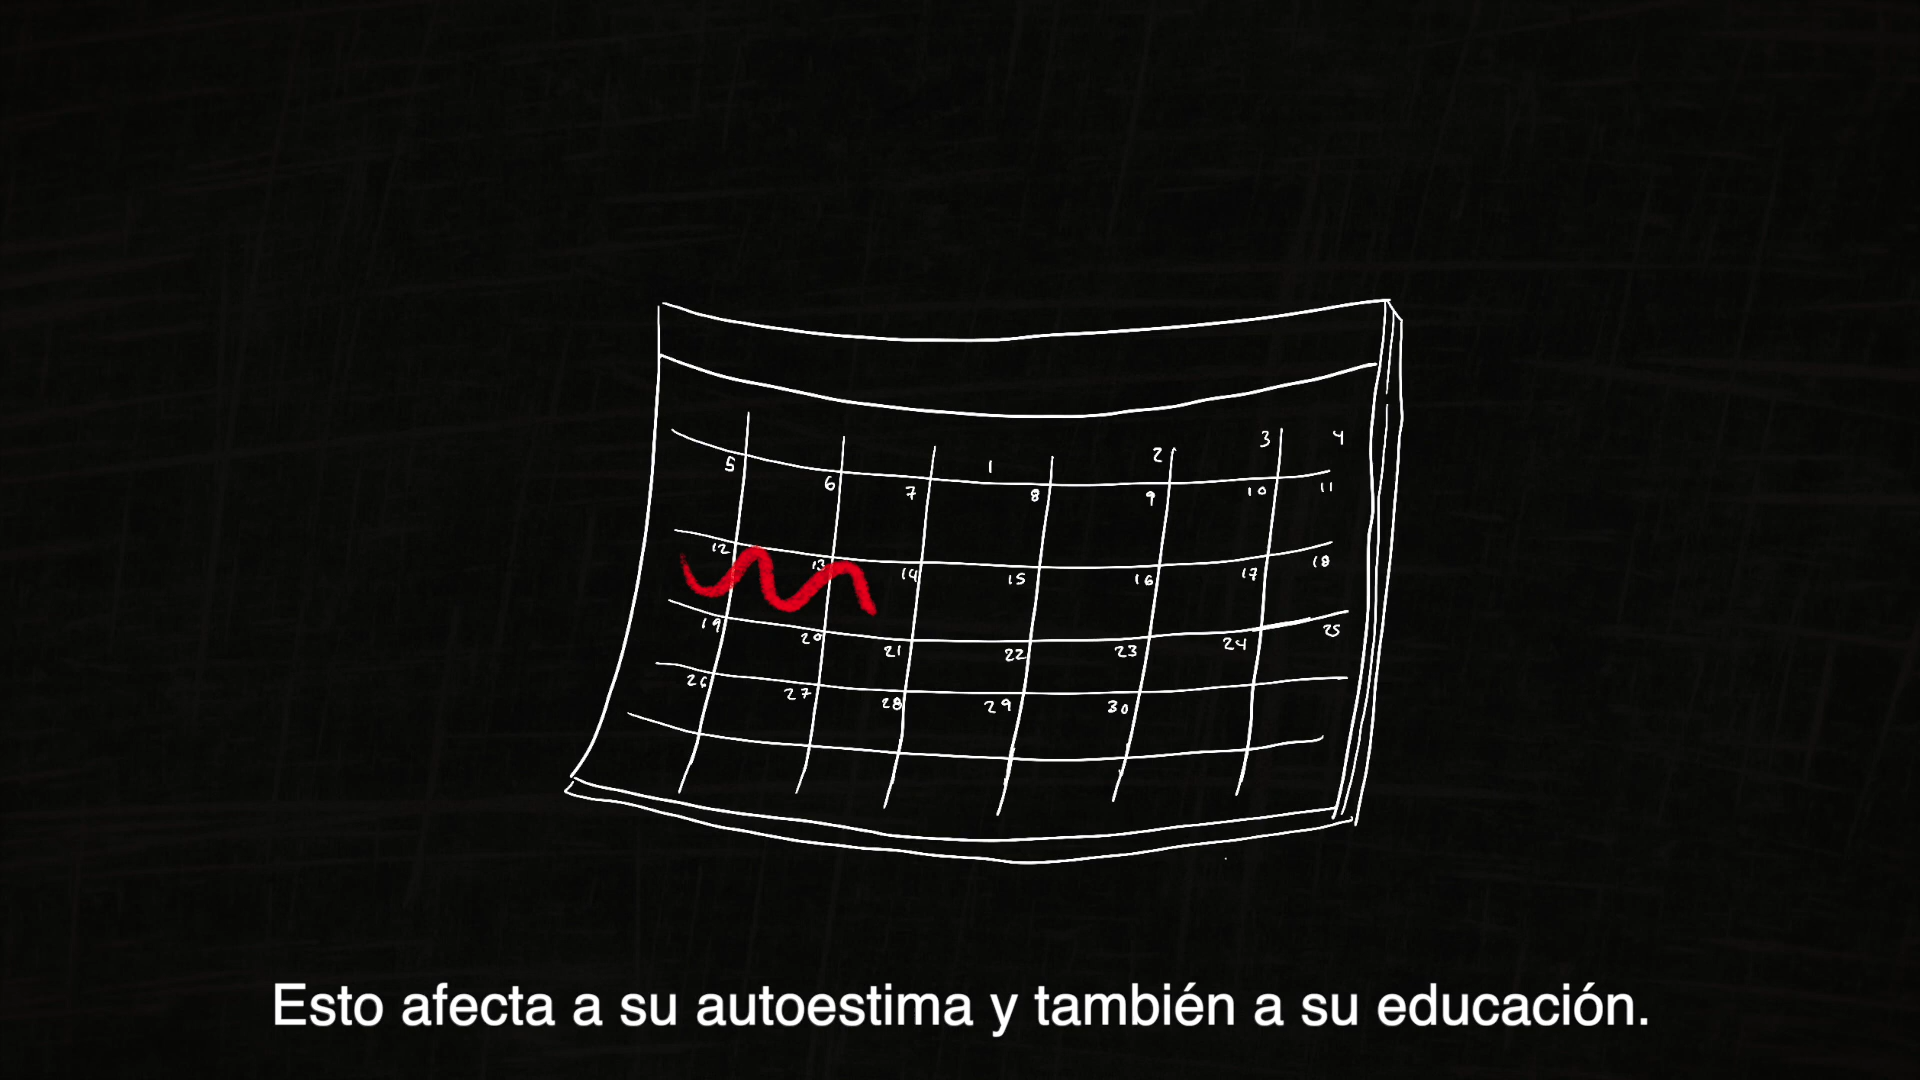 1 2 3 4
5 6 7 8 9 10 11
12 13 14 15 16 17 18
19 20 21 22 23 24 25
26 27 28 29 30
Esto afecta a su autoestima y también a su educación.